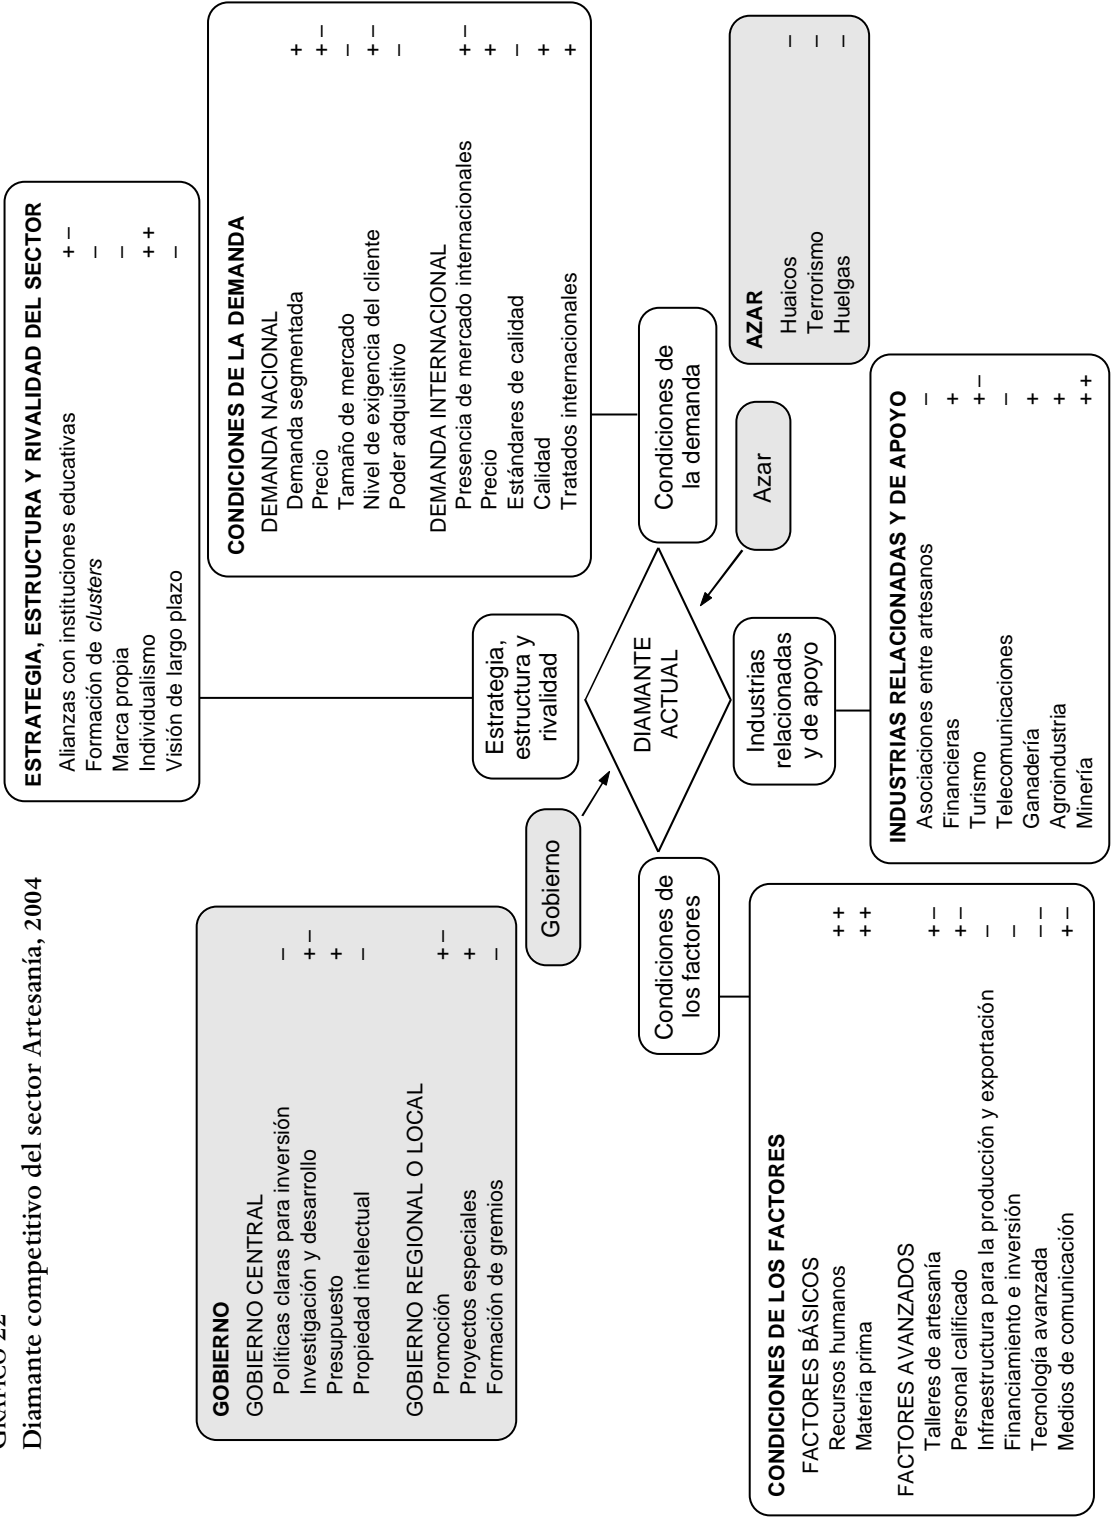 GRÁFICO 22
Diamante competitivo del sector Artesanía, 2004
ESTRATEGIA, ESTRUCTURA Y RIVALIDAD DEL SECTOR
Alianzas con instituciones educativas + –
Formación de clusters –
Marca propia –
Individualismo + +
Visión de largo plazo –
GOBIERNO
GOBIERNO CENTRAL
Políticas claras para inversión –
Investigación y desarrollo + –
Presupuesto +
Propiedad intelectual –
GOBIERNO REGIONAL O LOCAL
Promoción + –
Proyectos especiales +
Formación de gremios –
CONDICIONES DE LA DEMANDA
DEMANDA NACIONAL
Demanda segmentada +
Precio + –
Tamaño de mercado –
Nivel de exigencia del cliente + –
Poder adquisitivo –
DEMANDA INTERNACIONAL
Presencia de mercado internacionales + –
Precio +
Estándares de calidad –
Calidad +
Tratados internacionales +
Estrategia,
estructura y
rivalidad
Gobierno
Condiciones de
los factores
DIAMANTE
ACTUAL
Condiciones de
la demanda
Azar
Industrias
relacionadas
y de apoyo
AZAR
Huaicos –
Terrorismo –
Huelgas –
CONDICIONES DE LOS FACTORES
FACTORES BÁSICOS
Recursos humanos + +
Materia prima + +
FACTORES AVANZADOS
Talleres de artesanía + –
Personal calificado + –
Infraestructura para la producción y exportación –
Financiamiento e inversión –
Tecnología avanzada – –
Medios de comunicación + –
INDUSTRIAS RELACIONADAS Y DE APOYO
Asociaciones entre artesanos –
Financieras +
Turismo + –
Telecomunicaciones –
Ganadería +
Agroindustria +
Minería + +